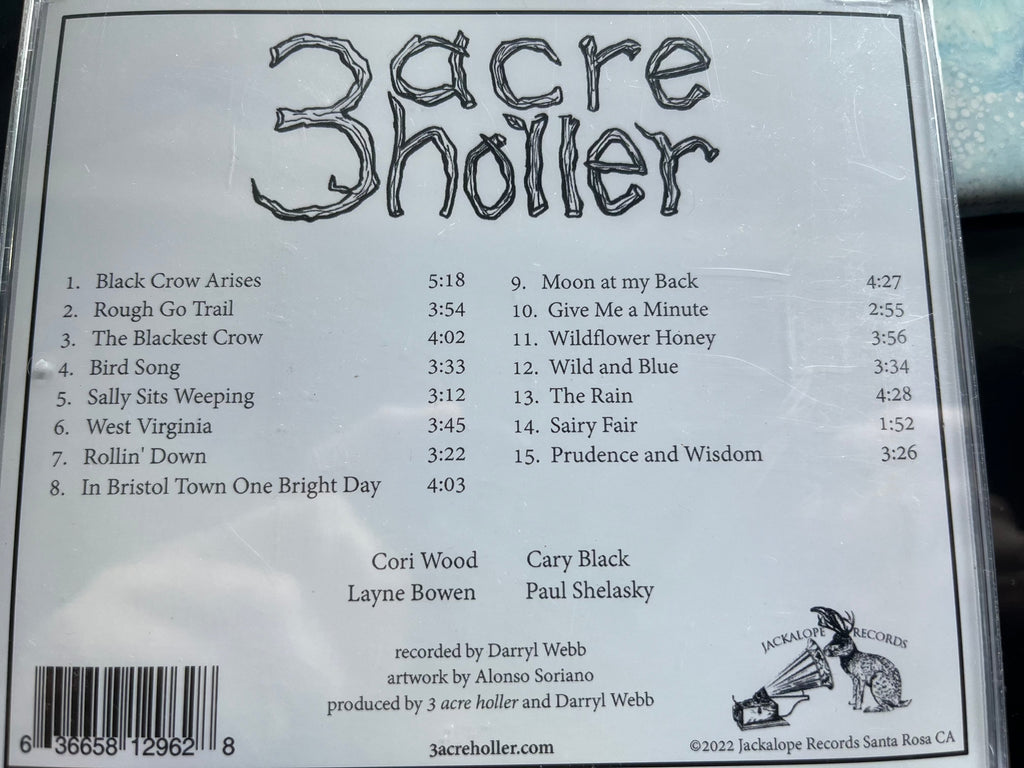 3 acre
holler
1. Black Crow Arises 5:18
2. Rough Go Trail 3:54
3. The Blackest Crow 4:02
4. Bird Song 3:33
5. Sally Sits Weeping 3:12
6. West Virginia 3:45
7. Rollin' Down 3:22
8. In Bristol Town One Bright Day 4:03
9. Moon at my Back 4:27
10. Give Me a Minute 2:55
11. Wildflower Honey 3:56
12. Wild and Blue 3:34
13. The Rain 4:28
14. Sairy Fair 1:52
15. Prudence and Wisdom 3:26
Cori Wood Cary Black
Layne Bowen Paul Shelasky
recorded by Darryl Webb
artwork by Alonso Soriano
produced by 3 acre holler and Darryl Webb
3acreholler.com
JACKALOPE RECORDS
©2022 Jackalope Records Santa Rosa CA
6 36658 12962 8